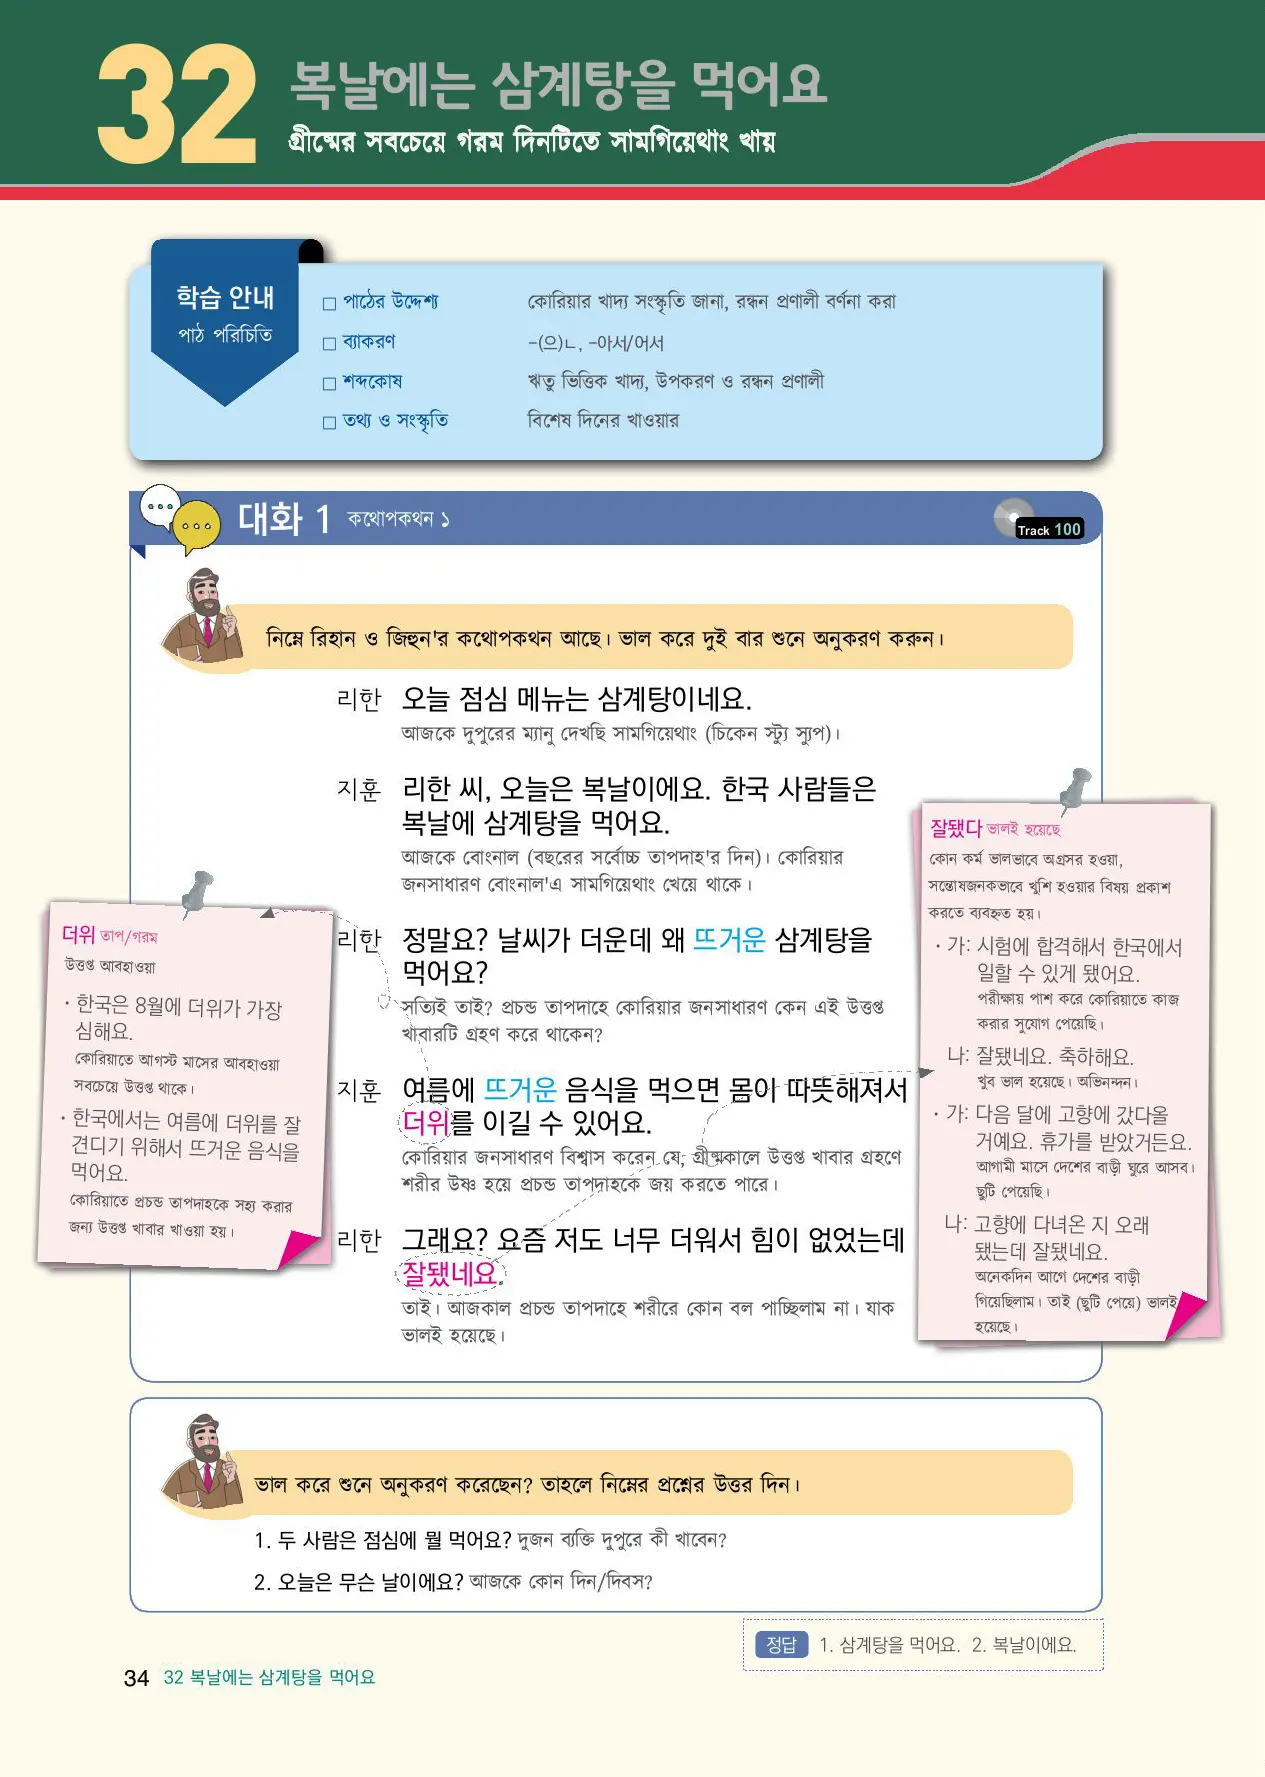 32
복날에는 삼계탕을 먹어요
গ্রীষ্মের সবচেয়ে গরম দিনটিতে সামগিয়েথাং খায়
학습 안내
পাঠ পরিচিতি
□ পাঠের উদ্দেশ্য কোরিয়ার খাদ্য সংস্কৃতি জানা, রন্ধন প্রণালী বর্ণনা করা
□ ব্যাকরণ -(으)ㄴ, -아서/어서
□ শব্দকোষ ঋতু ভিত্তিক খাদ্য, উপকরণ ও রন্ধন প্রণালী
□ তথ্য ও সংস্কৃতি বিশেষ দিনের খাওয়ার
대화 1 কথোপকথন ১
Track 100
নিম্নে রিহান ও জিহুন'র কথোপকথন আছে। ভাল করে দুই বার শুনে অনুকরণ করুন।
리한 오늘 점심 메뉴는 삼계탕이네요.
আজকে দুপুরের ম্যানু দেখছি সামগিয়েথাং (চিকেন স্ট্যু স্যুপ)।
지훈 리한 씨, 오늘은 복날이에요. 한국 사람들은
복날에 삼계탕을 먹어요.
আজকে বোংনাল (বছরের সর্বোচ্চ তাপদাহ'র দিন)। কোরিয়ার
জনসাধারণ বোংনাল'এ সামগিয়েথাং খেয়ে থাকে।
리한 정말요? 날씨가 더운데 왜 뜨거운 삼계탕을
먹어요?
সত্যিই তাই? প্রচন্ড তাপদাহে কোরিয়ার জনসাধারণ কেন এই উত্তপ্ত
খাবারটি গ্রহণ করে থাকেন?
지훈 여름에 뜨거운 음식을 먹으면 몸이 따뜻해져서
더위를 이길 수 있어요.
কোরিয়ার জনসাধারণ বিশ্বাস করেন যে, গ্রীষ্মকালে উত্তপ্ত খাবার গ্রহণে
শরীর উষ্ণ হয়ে প্রচন্ড তাপদাহকে জয় করতে পারে।
리한 그래요? 요즘 저도 너무 더워서 힘이 없었는데
잘됐네요.
তাই। আজকাল প্রচন্ড তাপদাহে শরীরে কোন বল পাচ্ছিলাম না। যাক
ভালই হয়েছে।
더위 তাপ/গরম
উত্তপ্ত আবহাওয়া
· 한국은 8월에 더위가 가장
심해요.
কোরিয়াতে আগস্ট মাসের আবহাওয়া
সবচেয়ে উত্তপ্ত থাকে।
· 한국에서는 여름에 더위를 잘
견디기 위해서 뜨거운 음식을
먹어요.
কোরিয়াতে প্রচন্ড তাপদাহকে সহ্য করার
জন্য উত্তপ্ত খাবার খাওয়া হয়।
잘됐다 ভালই হয়েছে
কোন কর্ম ভালভাবে অগ্রসর হওয়া,
সন্তোষজনকভাবে খুশি হওয়ার বিষয় প্রকাশ
করতে ব্যবহৃত হয়।
· 가: 시험에 합격해서 한국에서
일할 수 있게 됐어요.
পরীক্ষায় পাশ করে কোরিয়াতে কাজ
করার সুযোগ পেয়েছি।
나: 잘됐네요. 축하해요.
খুব ভাল হয়েছে। অভিনন্দন।
· 가: 다음 달에 고향에 갔다올
거예요. 휴가를 받았거든요.
আগামী মাসে দেশের বাড়ী ঘুরে আসব।
ছুটি পেয়েছি।
나: 고향에 다녀온 지 오래
됐는데 잘됐네요.
অনেকদিন আগে দেশের বাড়ী
গিয়েছিলাম। তাই (ছুটি পেয়ে) ভালই
হয়েছে।
ভাল করে শুনে অনুকরণ করেছেন? তাহলে নিম্নের প্রশ্নের উত্তর দিন।
1. 두 사람은 점심에 뭘 먹어요? দুজন ব্যক্তি দুপুরে কী খাবেন?
2. 오늘은 무슨 날이에요? আজকে কোন দিন/দিবস?
정답 1. 삼계탕을 먹어요. 2. 복날이에요.
34 32 복날에는 삼계탕을 먹어요